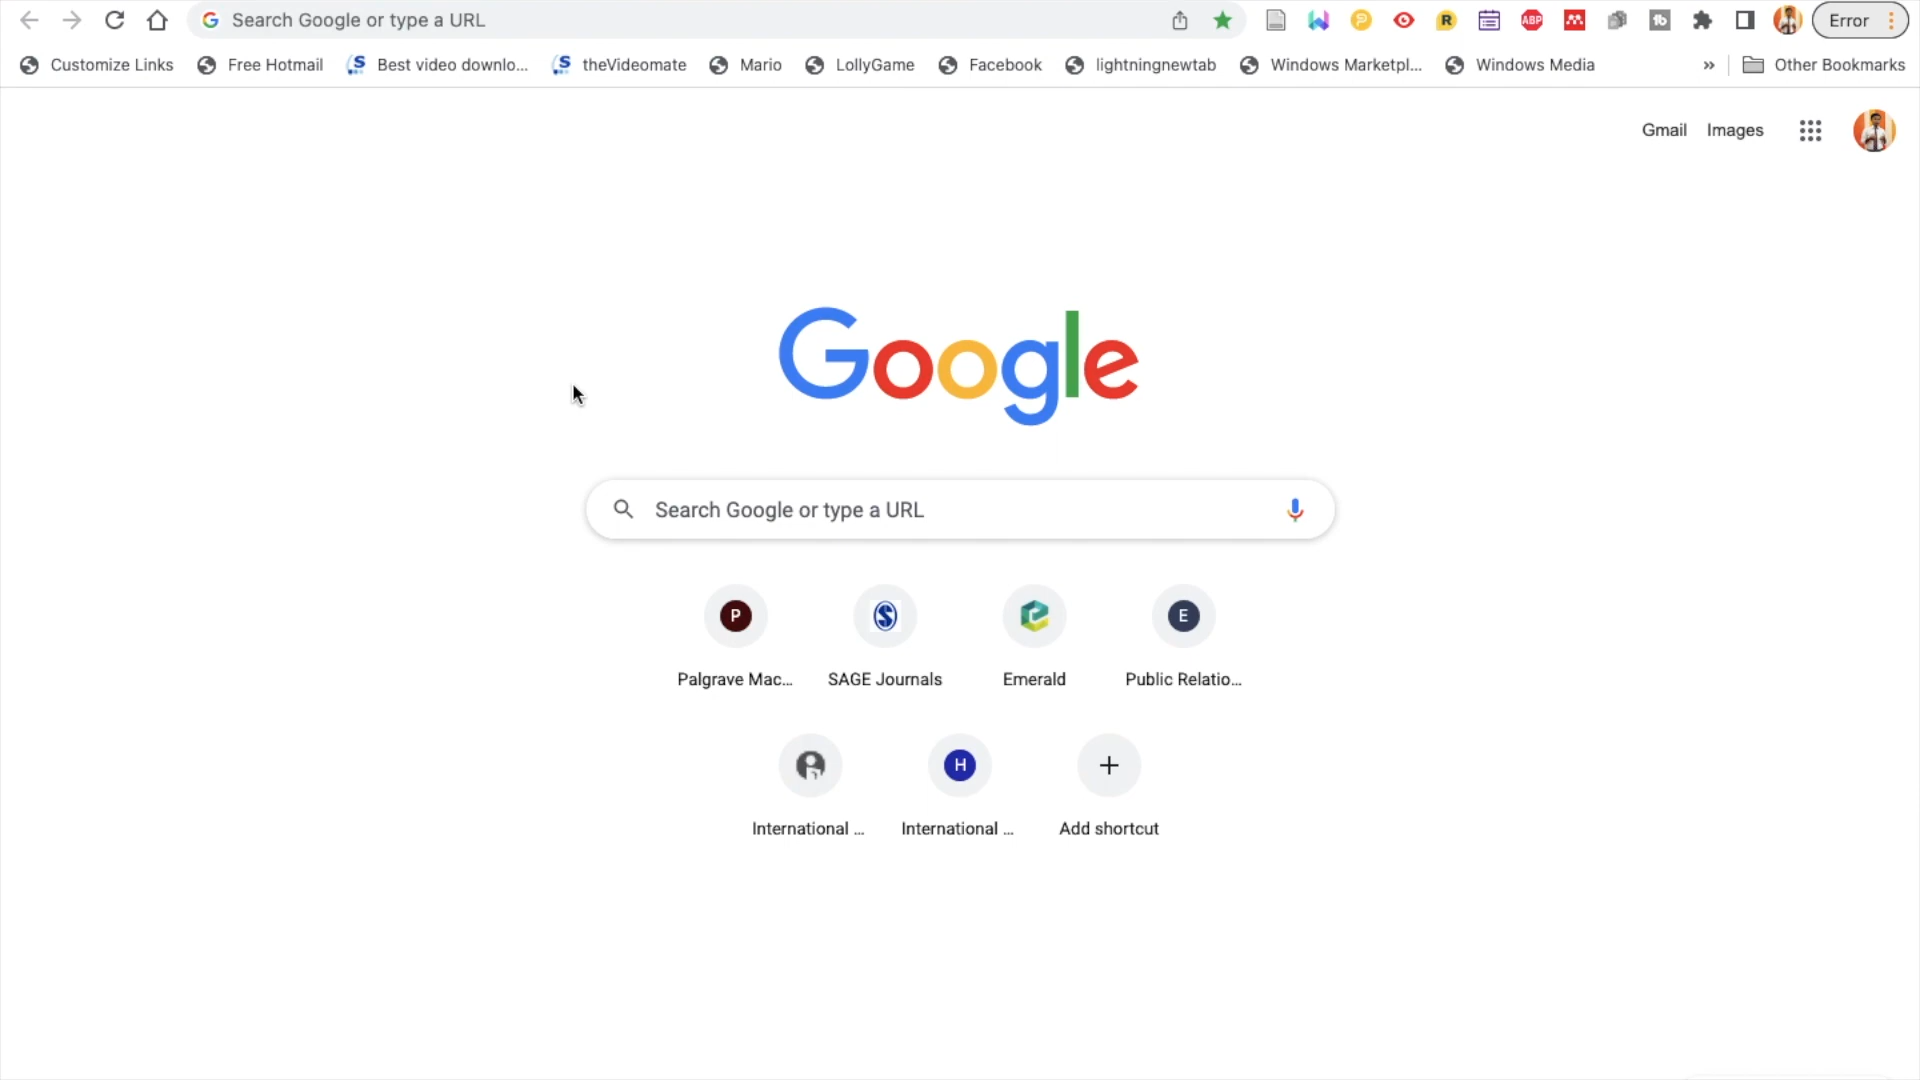 Search Google or type a URL
ABP
R
tb
Error
Customize Links
Free Hotmail
Best video downlo...
theVideomate
Mario
LollyGame
Facebook
lightningnewtab
Windows Marketpl...
Windows Media
»
Other Bookmarks
Gmail
Images
Google
Search Google or type a URL
P
S
E
Palgrave Mac...
SAGE Journals
Emerald
Public Relatio...
H
International ...
International ...
Add shortcut